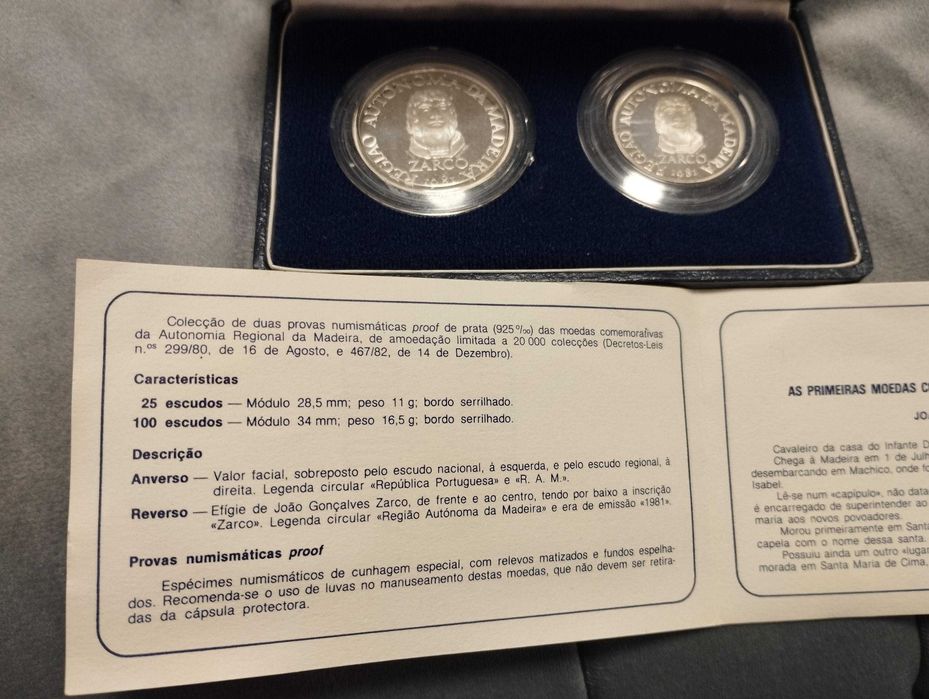 REGIÃO AUTÓNOMA DA MADEIRA
ZARCO
1981
REGIÃO AUTÓNOMA DA MADEIRA
ZARCO
1981
Colecção de duas provas numismáticas proof de prata (925 º/oo) das moedas comemorativas
da Autonomia Regional da Madeira, de amoedação limitada a 20 000 colecções (Decretos-Leis
n.os 299/80, de 16 de Agosto, e 467/82, de 14 de Dezembro).
Características
25 escudos — Módulo 28,5 mm; peso 11 g; bordo serrilhado.
100 escudos — Módulo 34 mm; peso 16,5 g; bordo serrilhado.
Descrição
Anverso — Valor facial, sobreposto pelo escudo nacional, à esquerda, e pelo escudo regional, à
direita. Legenda circular «República Portuguesa» e «R. A. M.».
Reverso — Efígie de João Gonçalves Zarco, de frente e ao centro, tendo por baixo a inscrição
«Zarco». Legenda circular «Região Autónoma da Madeira» e era de emissão «1981».
Provas numismáticas proof
Espécimes numismáticos de cunhagem especial, com relevos matizados e fundos espelha-
dos. Recomenda-se o uso de luvas no manuseamento destas moedas, que não devem ser retira-
das da cápsula protectora.
AS PRIMEIRAS MOEDAS C
JO
Cavaleiro da casa do Infante D
Chega à Madeira em 1 de Julh
desembarcando em Machico, onde fo
Isabel.
Lê-se num «capípulo», não data
é encarregado de superintender ao
maria aos novos povoadores.
Morou primeiramente em Santa
capela com o nome dessa santa.
Possuiu ainda um outro «lugar
morada em Santa Maria de Cima,